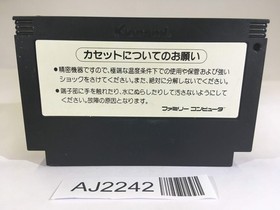 カセットについてのお願い
●精密機器ですので、極端な温度条件下での使用や保管および強い
ショックをさけてください。また、絶対に分解しないでください。
●端子部に手を触れたり、水にぬらしたりして汚さないようにして
ください。故障の原因となります。
ファミリー コンピュータ
AJ2242